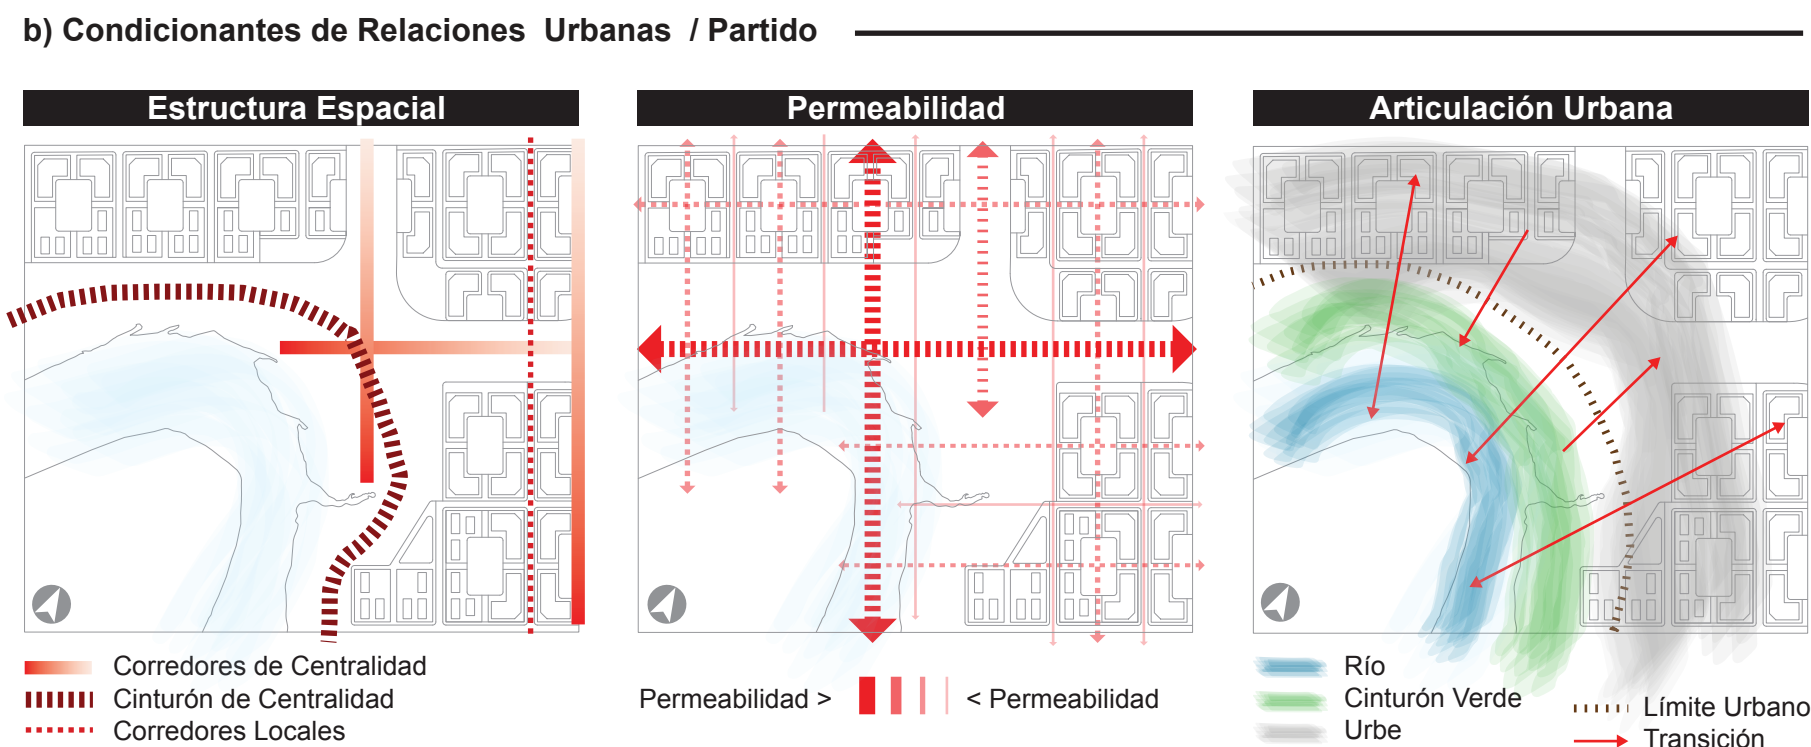 b) Condicionantes de Relaciones Urbanas / Partido
Estructura Espacial
Permeabilidad
Articulación Urbana
Corredores de Centralidad
Cinturón de Centralidad
Corredores Locales
Permeabilidad > < Permeabilidad
Río
Cinturón Verde
Urbe
Límite Urbano
Transición